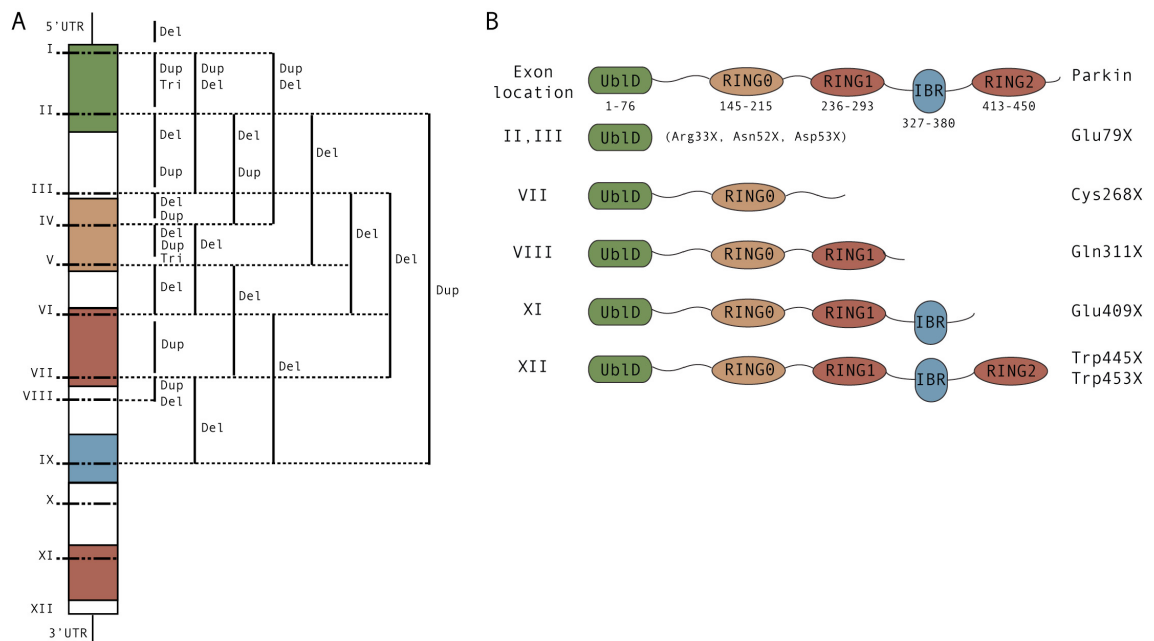 A
5'UTR
I
II
III
IV
V
VI
VII
VIII
IX
X
XI
XII
3'UTR
Del
Dup
Tri
Dup
Del
Dup
Del
Del
Dup
Del
Dup
Del
Del
Dup
Del
Dup
Tri
Del
Del
Del
Dup
Del
Del
Dup
Dup
Del
Del
Del
B
Exon
location
UblD
RING0
RING1
IBR
RING2
Parkin
1-76
145-215
236-293
327-380
413-450
II,III
UblD
(Arg33X, Asn52X, Asp53X)
Glu79X
VII
UblD
RING0
Cys268X
VIII
UblD
RING0
RING1
Gln311X
XI
UblD
RING0
RING1
IBR
Glu409X
XII
UblD
RING0
RING1
IBR
RING2
Trp445X
Trp453X